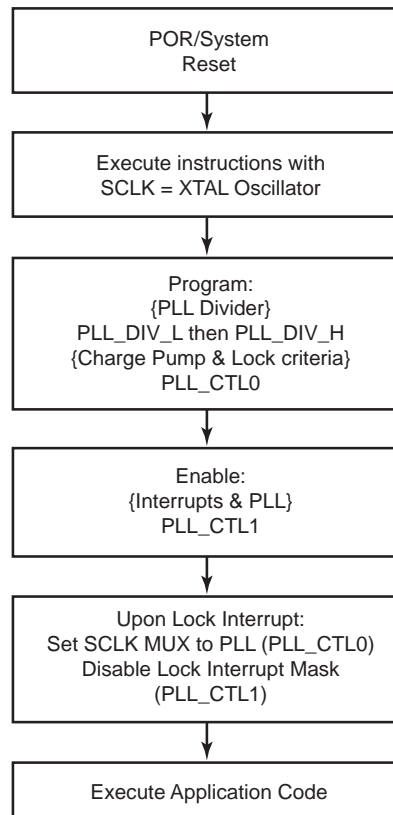 POR/System
Reset
Execute instructions with
SCLK = XTAL Oscillator
Program:
{PLL Divider}
PLL_DIV_L then PLL_DIV_H
{Charge Pump & Lock criteria}
PLL_CTL0
Enable:
{Interrupts & PLL}
PLL_CTL1
Upon Lock Interrupt:
Set SCLK MUX to PLL (PLL_CTL0)
Disable Lock Interrupt Mask
(PLL_CTL1)
Execute Application Code